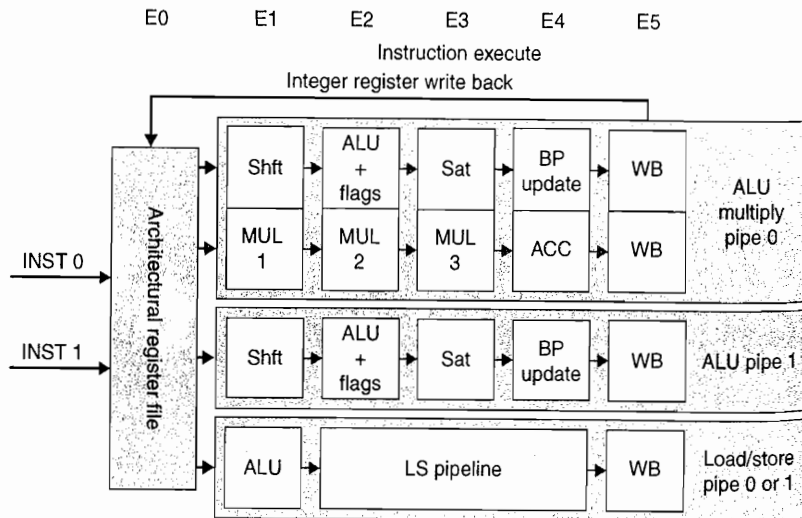 E0 E1 E2 E3 E4 E5
Instruction execute
Integer register write back
INST 0
INST 1
Architectural register file
Shft
ALU
+
flags
Sat
BP
update
WB
MUL
1
MUL
2
MUL
3
ACC
WB
ALU
multiply
pipe 0
Shft
ALU
+
flags
Sat
BP
update
WB
ALU pipe 1
ALU
LS pipeline
WB
Load/store
pipe 0 or 1